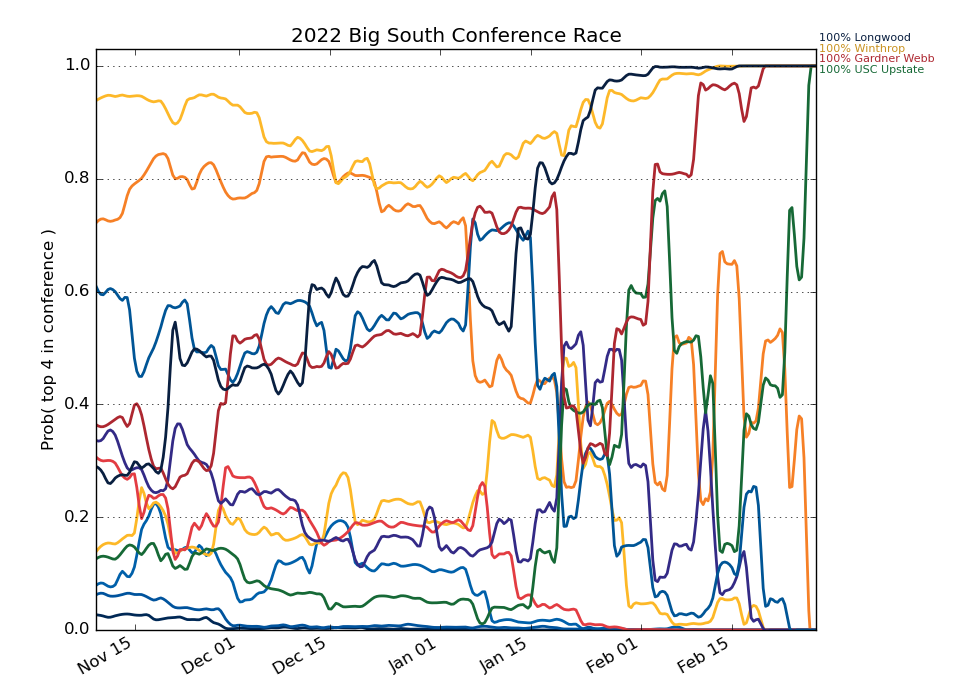 2022 Big South Conference Race
100% Longwood
100% Winthrop
100% Gardner Webb
100% USC Upstate
Prob( top 4 in conference )
1.0
0.8
0.6
0.4
0.2
0.0
Nov 15
Dec 01
Dec 15
Jan 01
Jan 15
Feb 01
Feb 15